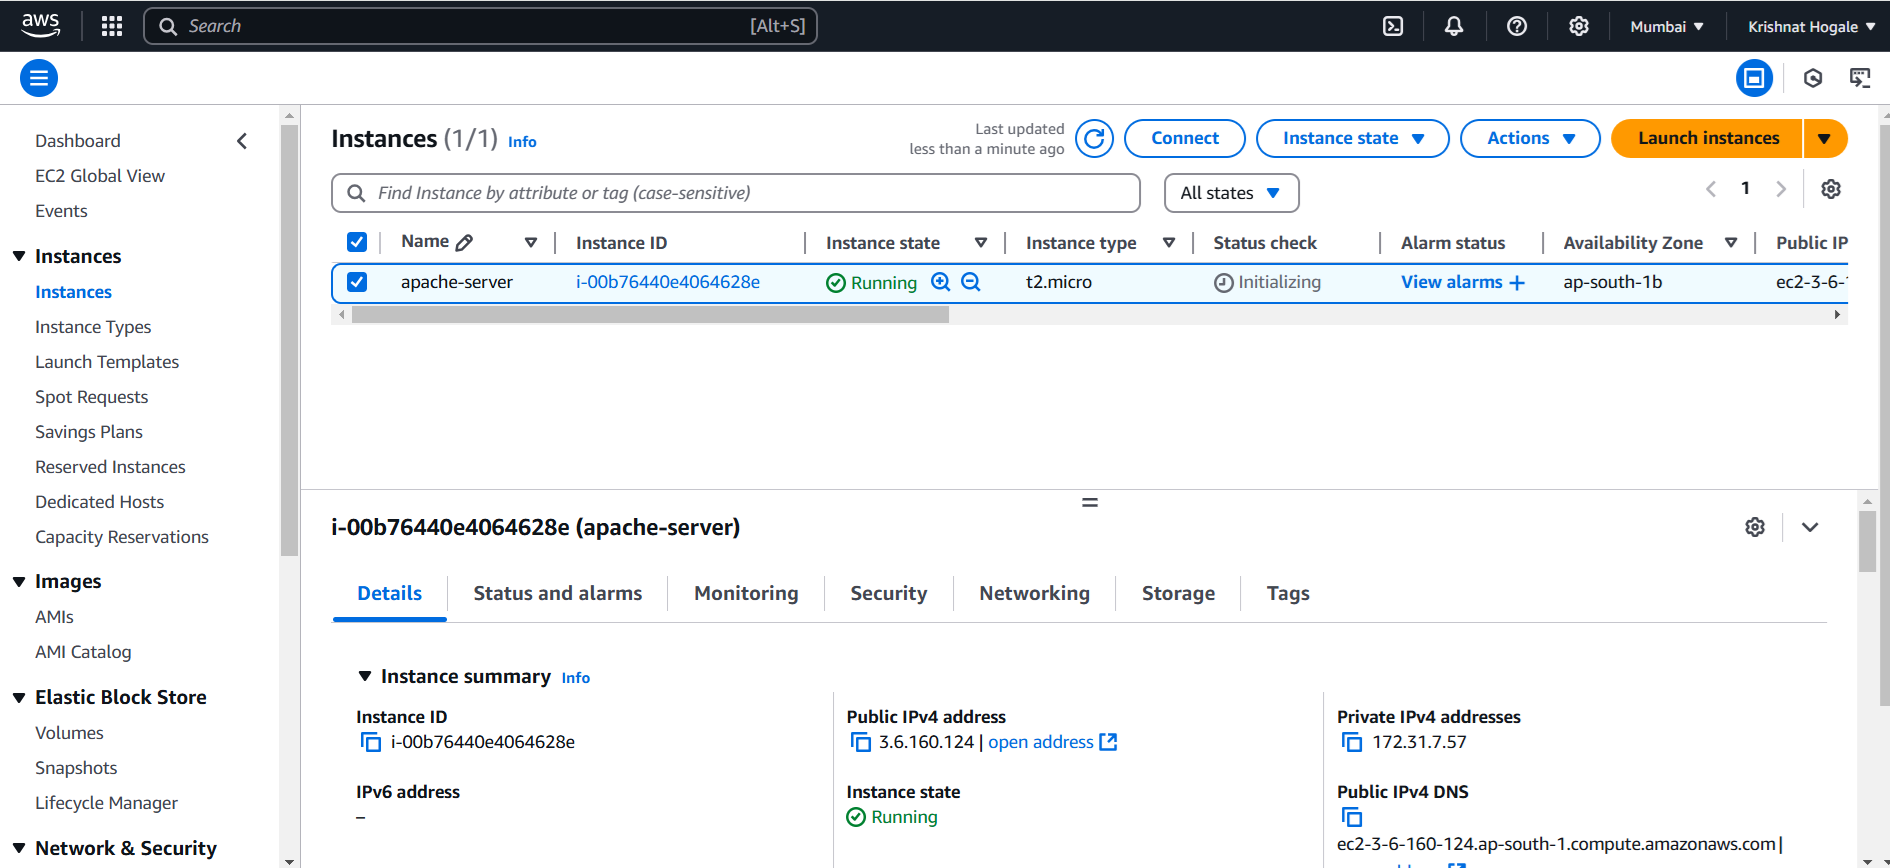 aws
Search [Alt+S]
Mumbai
Krishnat Hogale
Dashboard
EC2 Global View
Events
Instances
Instances
Instance Types
Launch Templates
Spot Requests
Savings Plans
Reserved Instances
Dedicated Hosts
Capacity Reservations
Images
AMIs
AMI Catalog
Elastic Block Store
Volumes
Snapshots
Lifecycle Manager
Network & Security
Instances (1/1) Info
Last updated
less than a minute ago
Connect
Instance state
Actions
Launch instances
Find Instance by attribute or tag (case-sensitive)
All states
1
Name Instance ID Instance state Instance type Status check Alarm status Availability Zone Public IP
apache-server i-00b76440e4064628e Running t2.micro Initializing View alarms + ap-south-1b ec2-3-6-
i-00b76440e4064628e (apache-server)
Details Status and alarms Monitoring Security Networking Storage Tags
Instance summary Info
Instance ID
i-00b76440e4064628e
IPv6 address
–
Public IPv4 address
3.6.160.124 | open address
Instance state
Running
Private IPv4 addresses
172.31.7.57
Public IPv4 DNS
ec2-3-6-160-124.ap-south-1.compute.amazonaws.com |